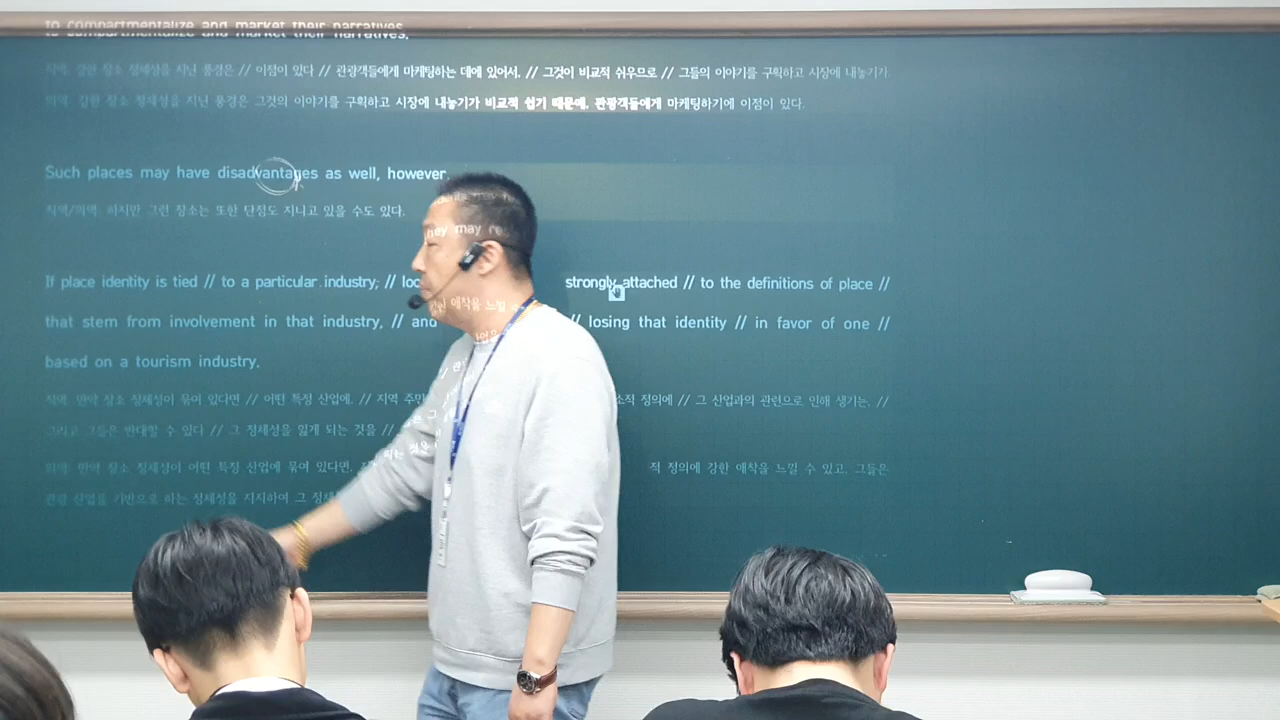 to compartmentalize and market their narratives.
직역: 강한 장소 정체성을 지닌 풍경은 // 이점이 있다 // 관광객들에게 마케팅하는 데에 있어서, // 그것이 비교적 쉬우므로 // 그들의 이야기를 구획하고 시장에 내놓기가
의역: 강한 장소 정체성을 지닌 풍경은 그것의 이야기를 구획하고 시장에 내놓기가 비교적 쉽기 때문에, 관광객들에게 마케팅하기에 이점이 있다.
Such places may have disadvantages as well, however.
직역/의역: 하지만 그런 장소는 또한 단점도 지니고 있을 수도 있다.
hey may re
If place identity is tied // to a particular industry, // loc strongly attached // to the definitions of place //
강한 애착을 느낄 수
that stem from involvement in that industry, // and // losing that identity // in favor of one //
based on a tourism industry.
직역: 만약 장소 정체성이 묶여 있다면 // 어떤 특정 산업에, // 지역 주민 소적 정의에 // 그 산업과의 관련으로 인해 생기는, //
그리고 그들은 반대할 수 있다 // 그 정체성을 잃게 되는 것을 //
의역: 만약 장소 정체성이 어떤 특정 산업에 묶여 있다면, 적 정의에 강한 애착을 느낄 수 있고, 그들은
관광 산업을 기반으로 하는 정체성을 지지하여 그 정체